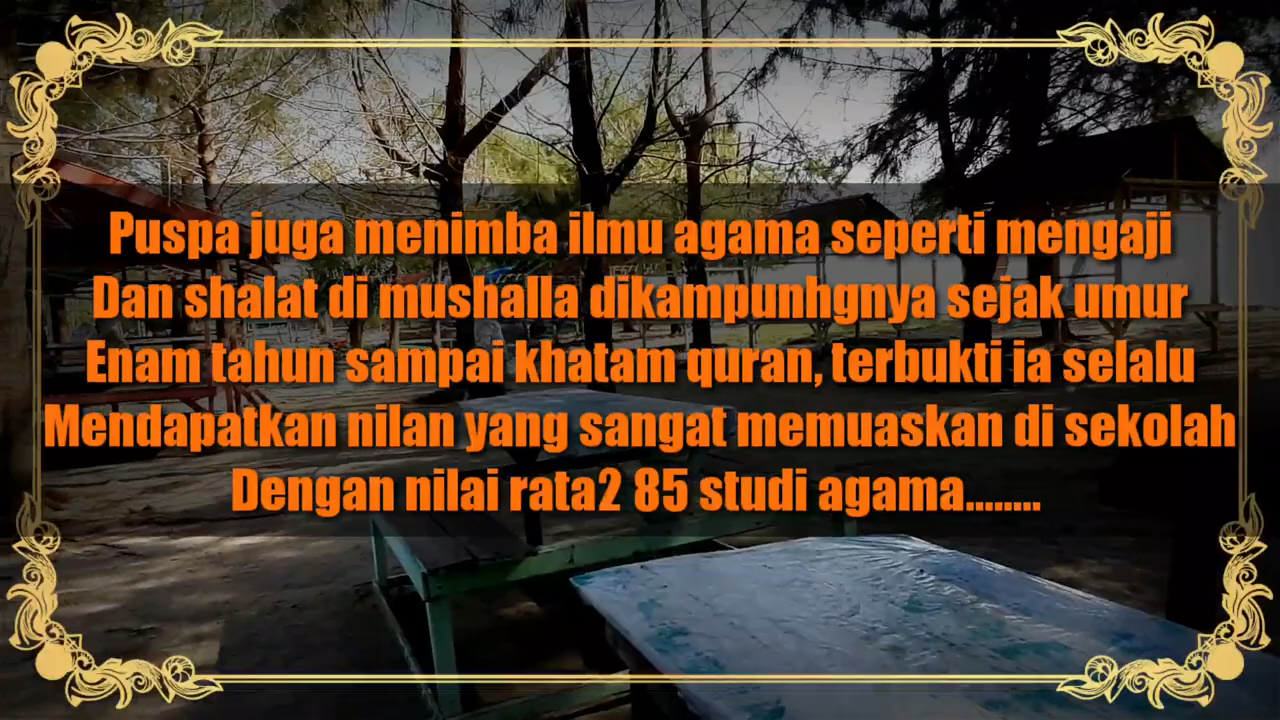 Puspa juga menimba ilmu agama seperti mengaji
Dan shalat di mushalla dikampunhgnya sejak umur
Enam tahun sampai khatam quran, terbukti ia selalu
Mendapatkan nilan yang sangat memuaskan di sekolah
Dengan nilai rata2 85 studi agama........